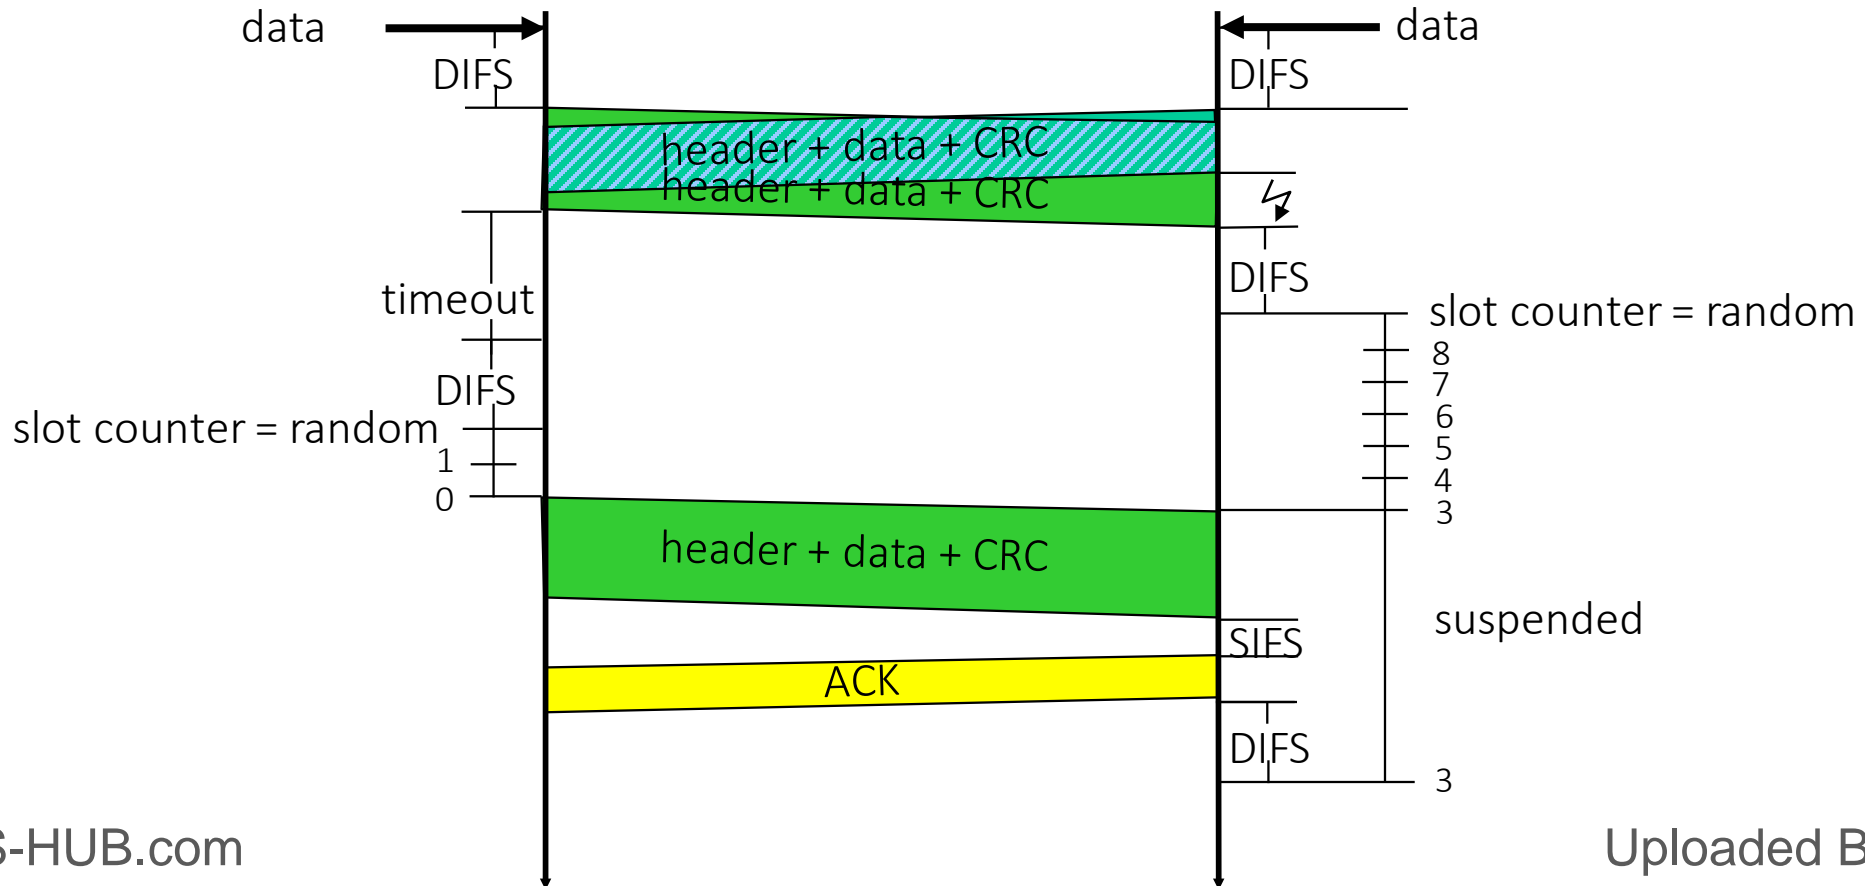 data
data
DIFS
DIFS
header + data + CRC
header + data + CRC
DIFS
timeout
slot counter = random
8
7
DIFS
6
slot counter = random
5
1
4
0
3
header + data + CRC
suspended
SIFS
ACK
DIFS
3
S-HUB.com
Uploaded B